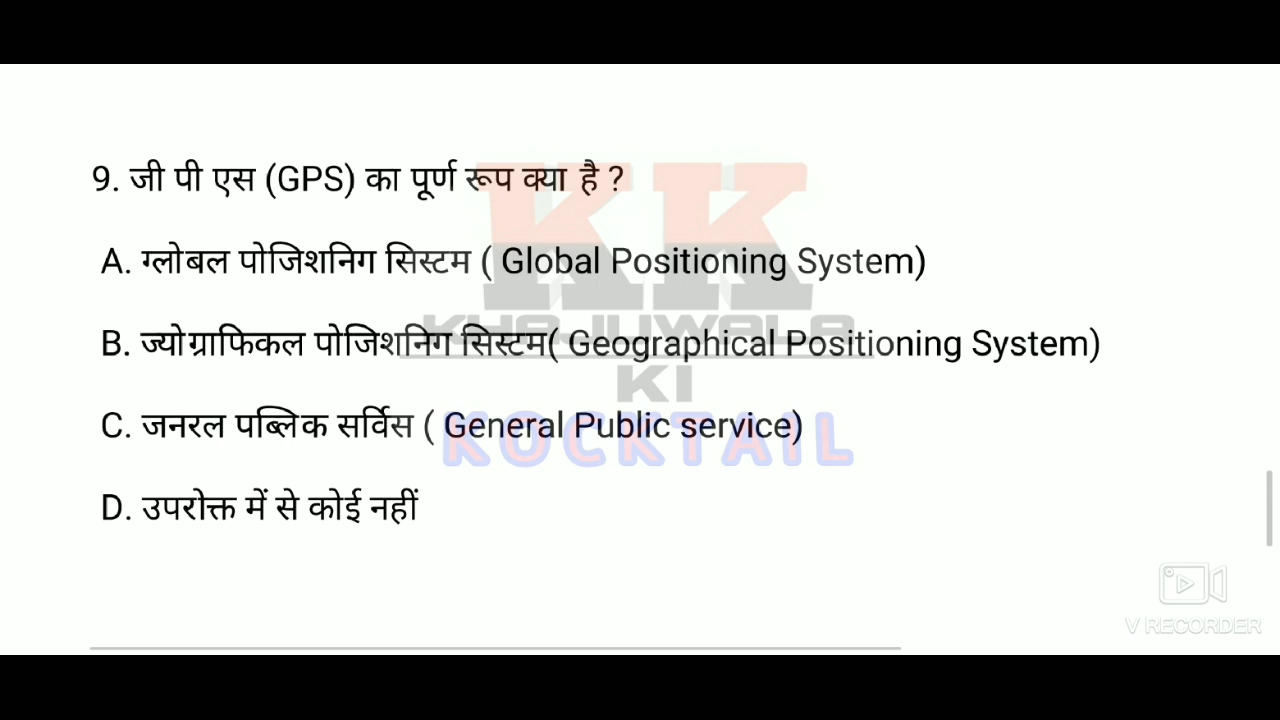 9. जी पी एस (GPS) का पूर्ण रूप क्या है ?
A. ग्लोबल पोजिशनिग सिस्टम ( Global Positioning System)
B. ज्योग्राफिकल पोजिशनिग सिस्टम( Geographical Positioning System)
C. जनरल पब्लिक सर्विस ( General Public service)
D. उपरोक्त में से कोई नहीं
KK
KHAJUWALA
KI
KOCKTAIL
V RECORDER